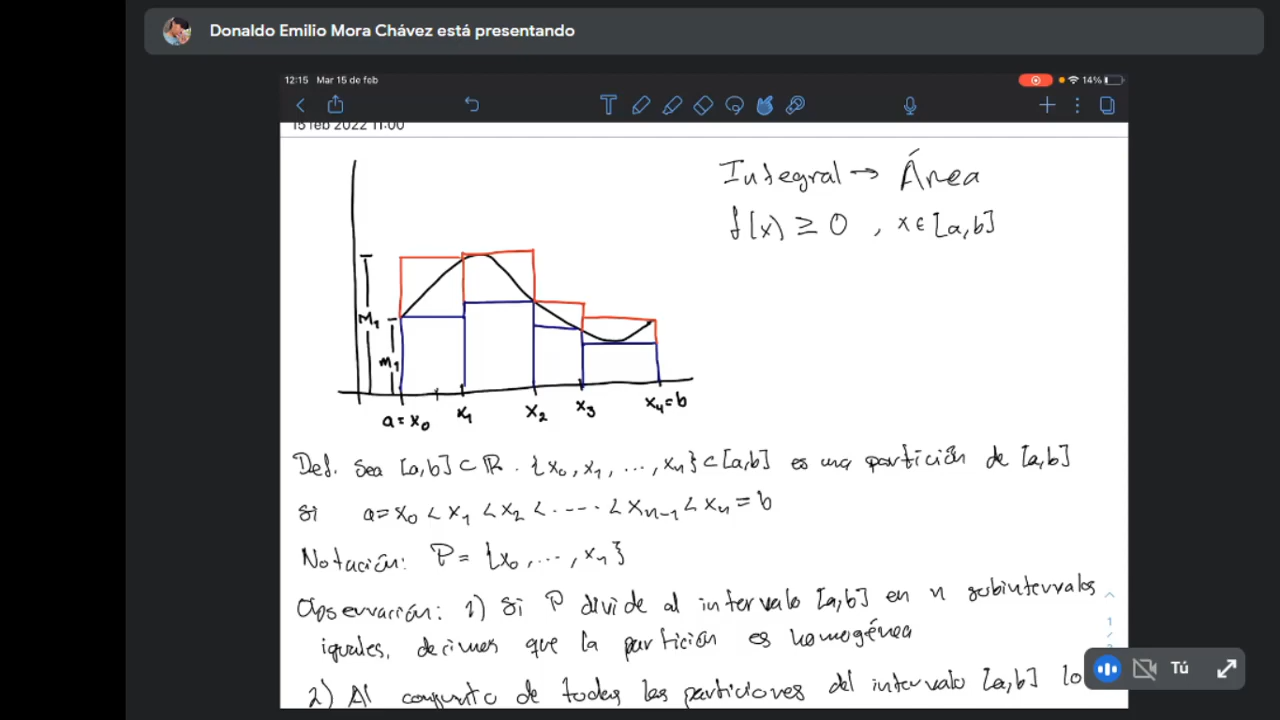 Donaldo Emilio Mora Chávez está presentando
12:15 Mar 15 de feb
14%
15 feb 2022 11:00
Integral → Área
f(x) ≥ 0 , x ∈ [a,b]
M₁
m₁
a = x₀ x₁ x₂ x₃ x₄ = b
Def. Sea [a,b] ⊂ ℝ . {x₀, x₁, ..., xₙ} ⊂ [a,b] es una partición de [a,b]
si a = x₀ < x₁ < x₂ < ..... < xₙ₋₁ < xₙ = b
Notación: P = {x₀, ..., xₙ}
Observación: 1) Si P divide al intervalo [a,b] en n subintervalos
iguales, decimos que la partición es homogénea
2) Al conjunto de todas las particiones del intervalo [a,b] lo
1
Tú